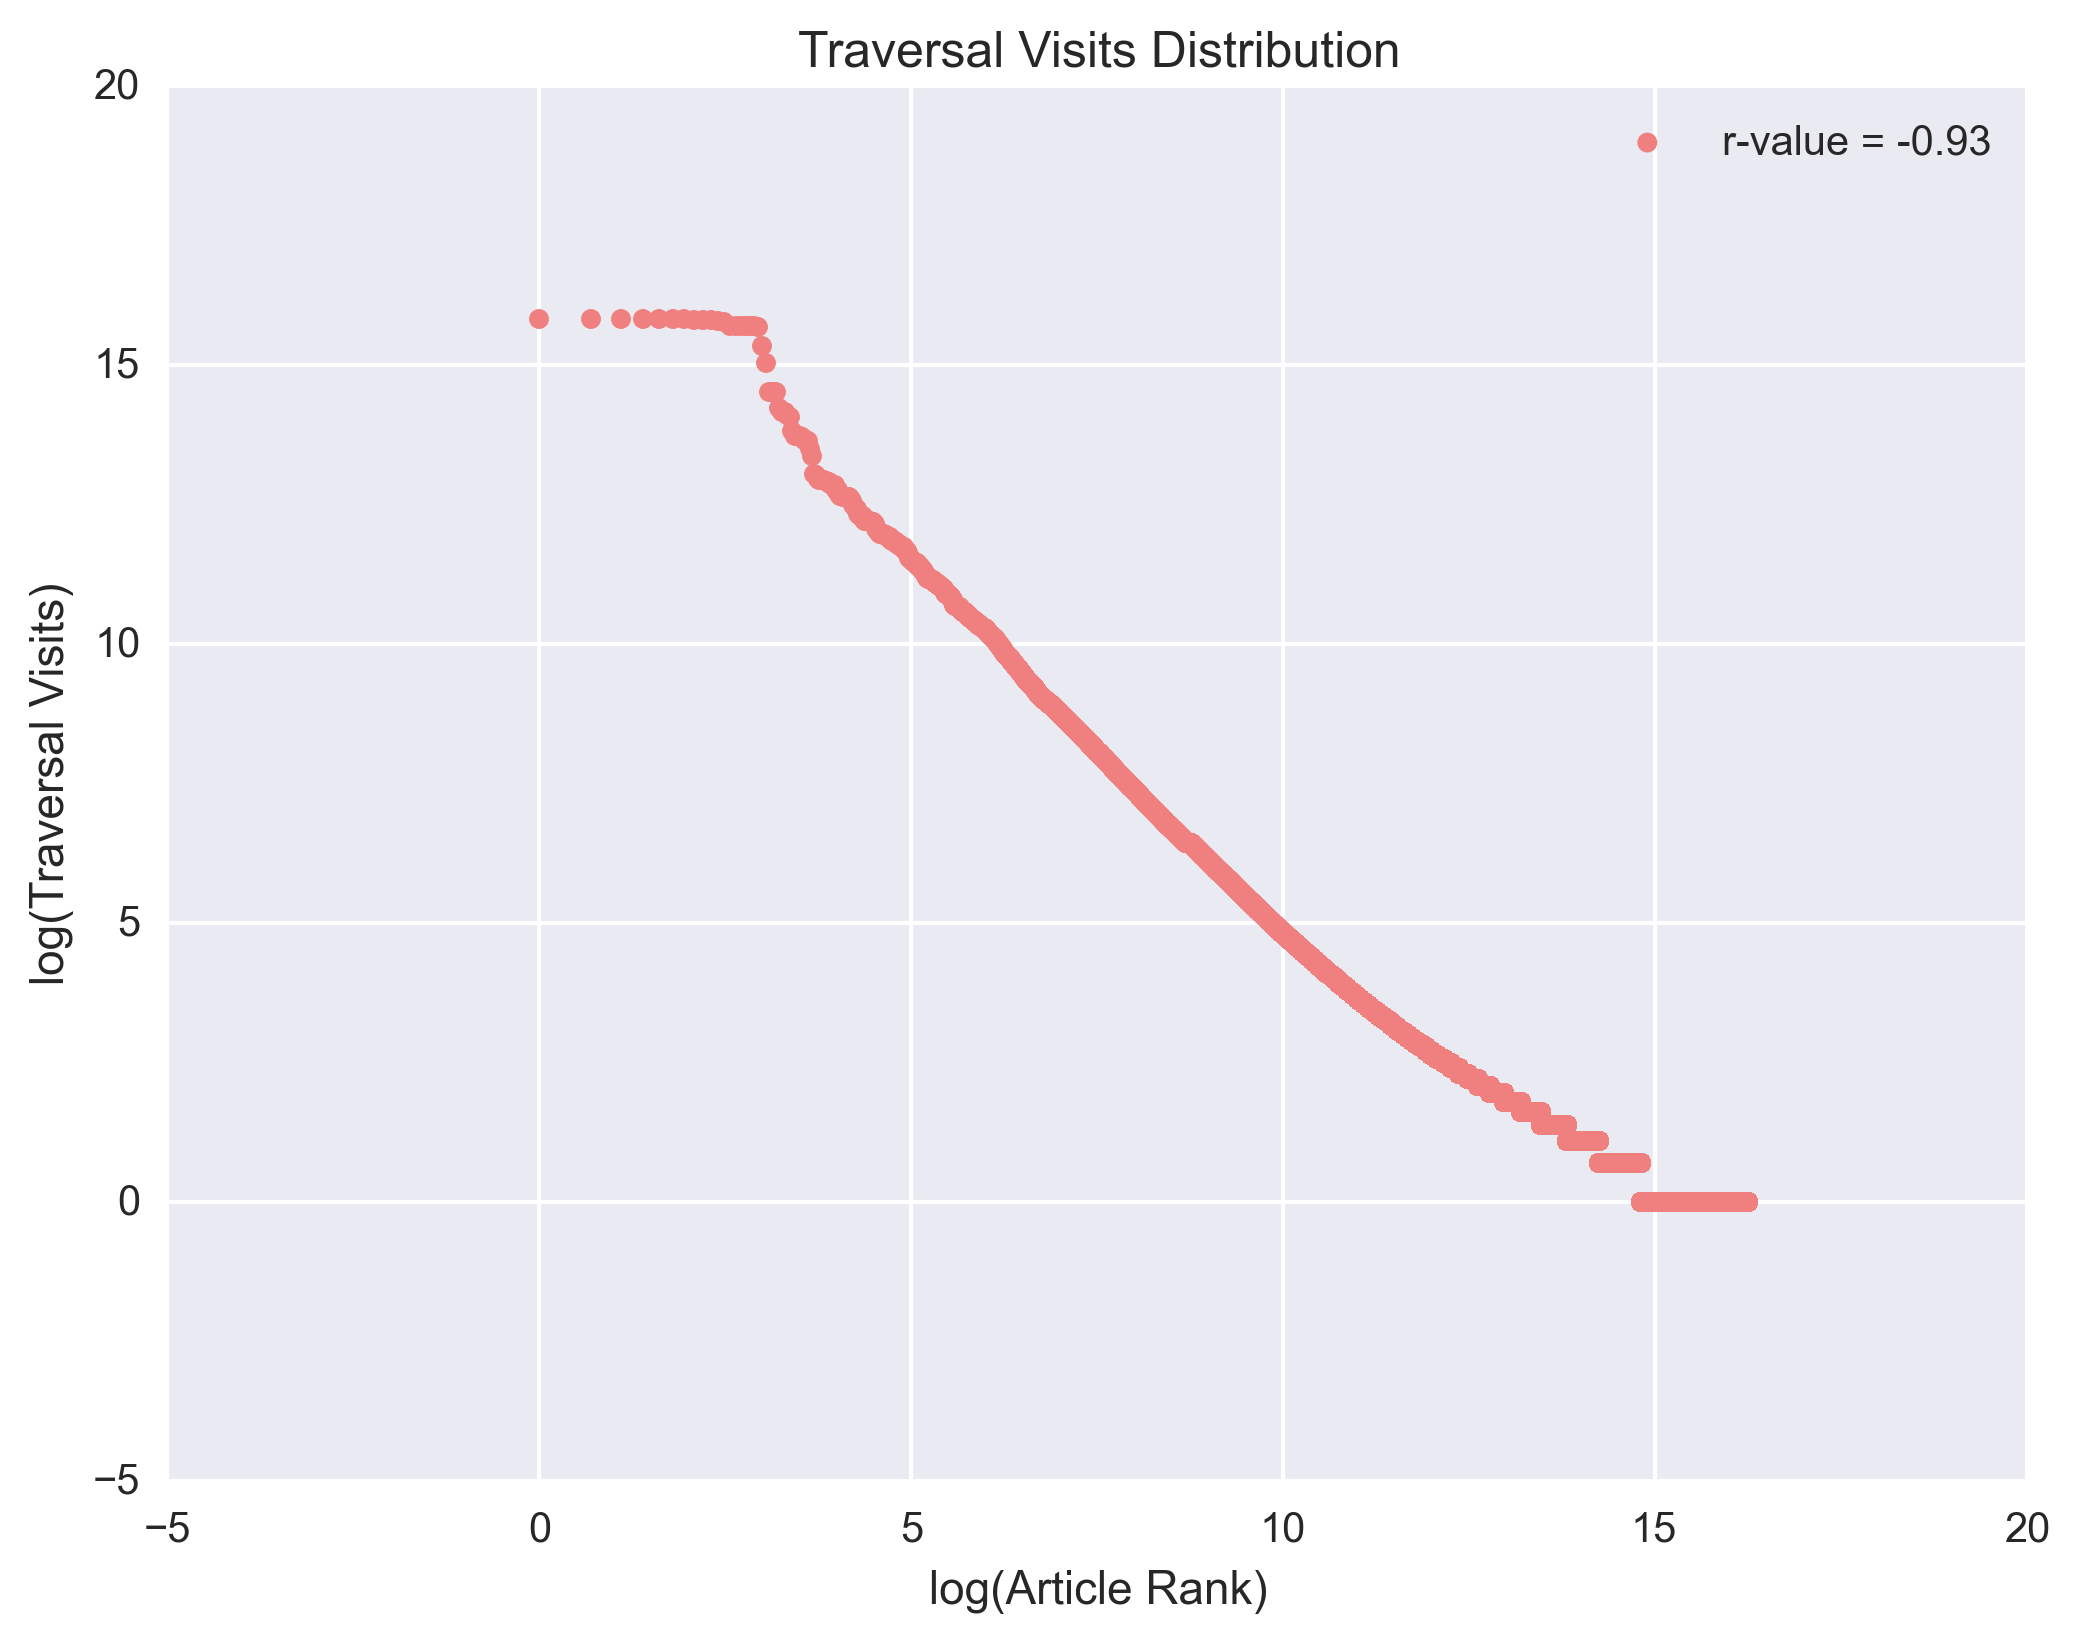 Traversal Visits Distribution
r-value = -0.93
20
15
10
5
0
−5
log(Traversal Visits)
−5 0 5 10 15 20
log(Article Rank)